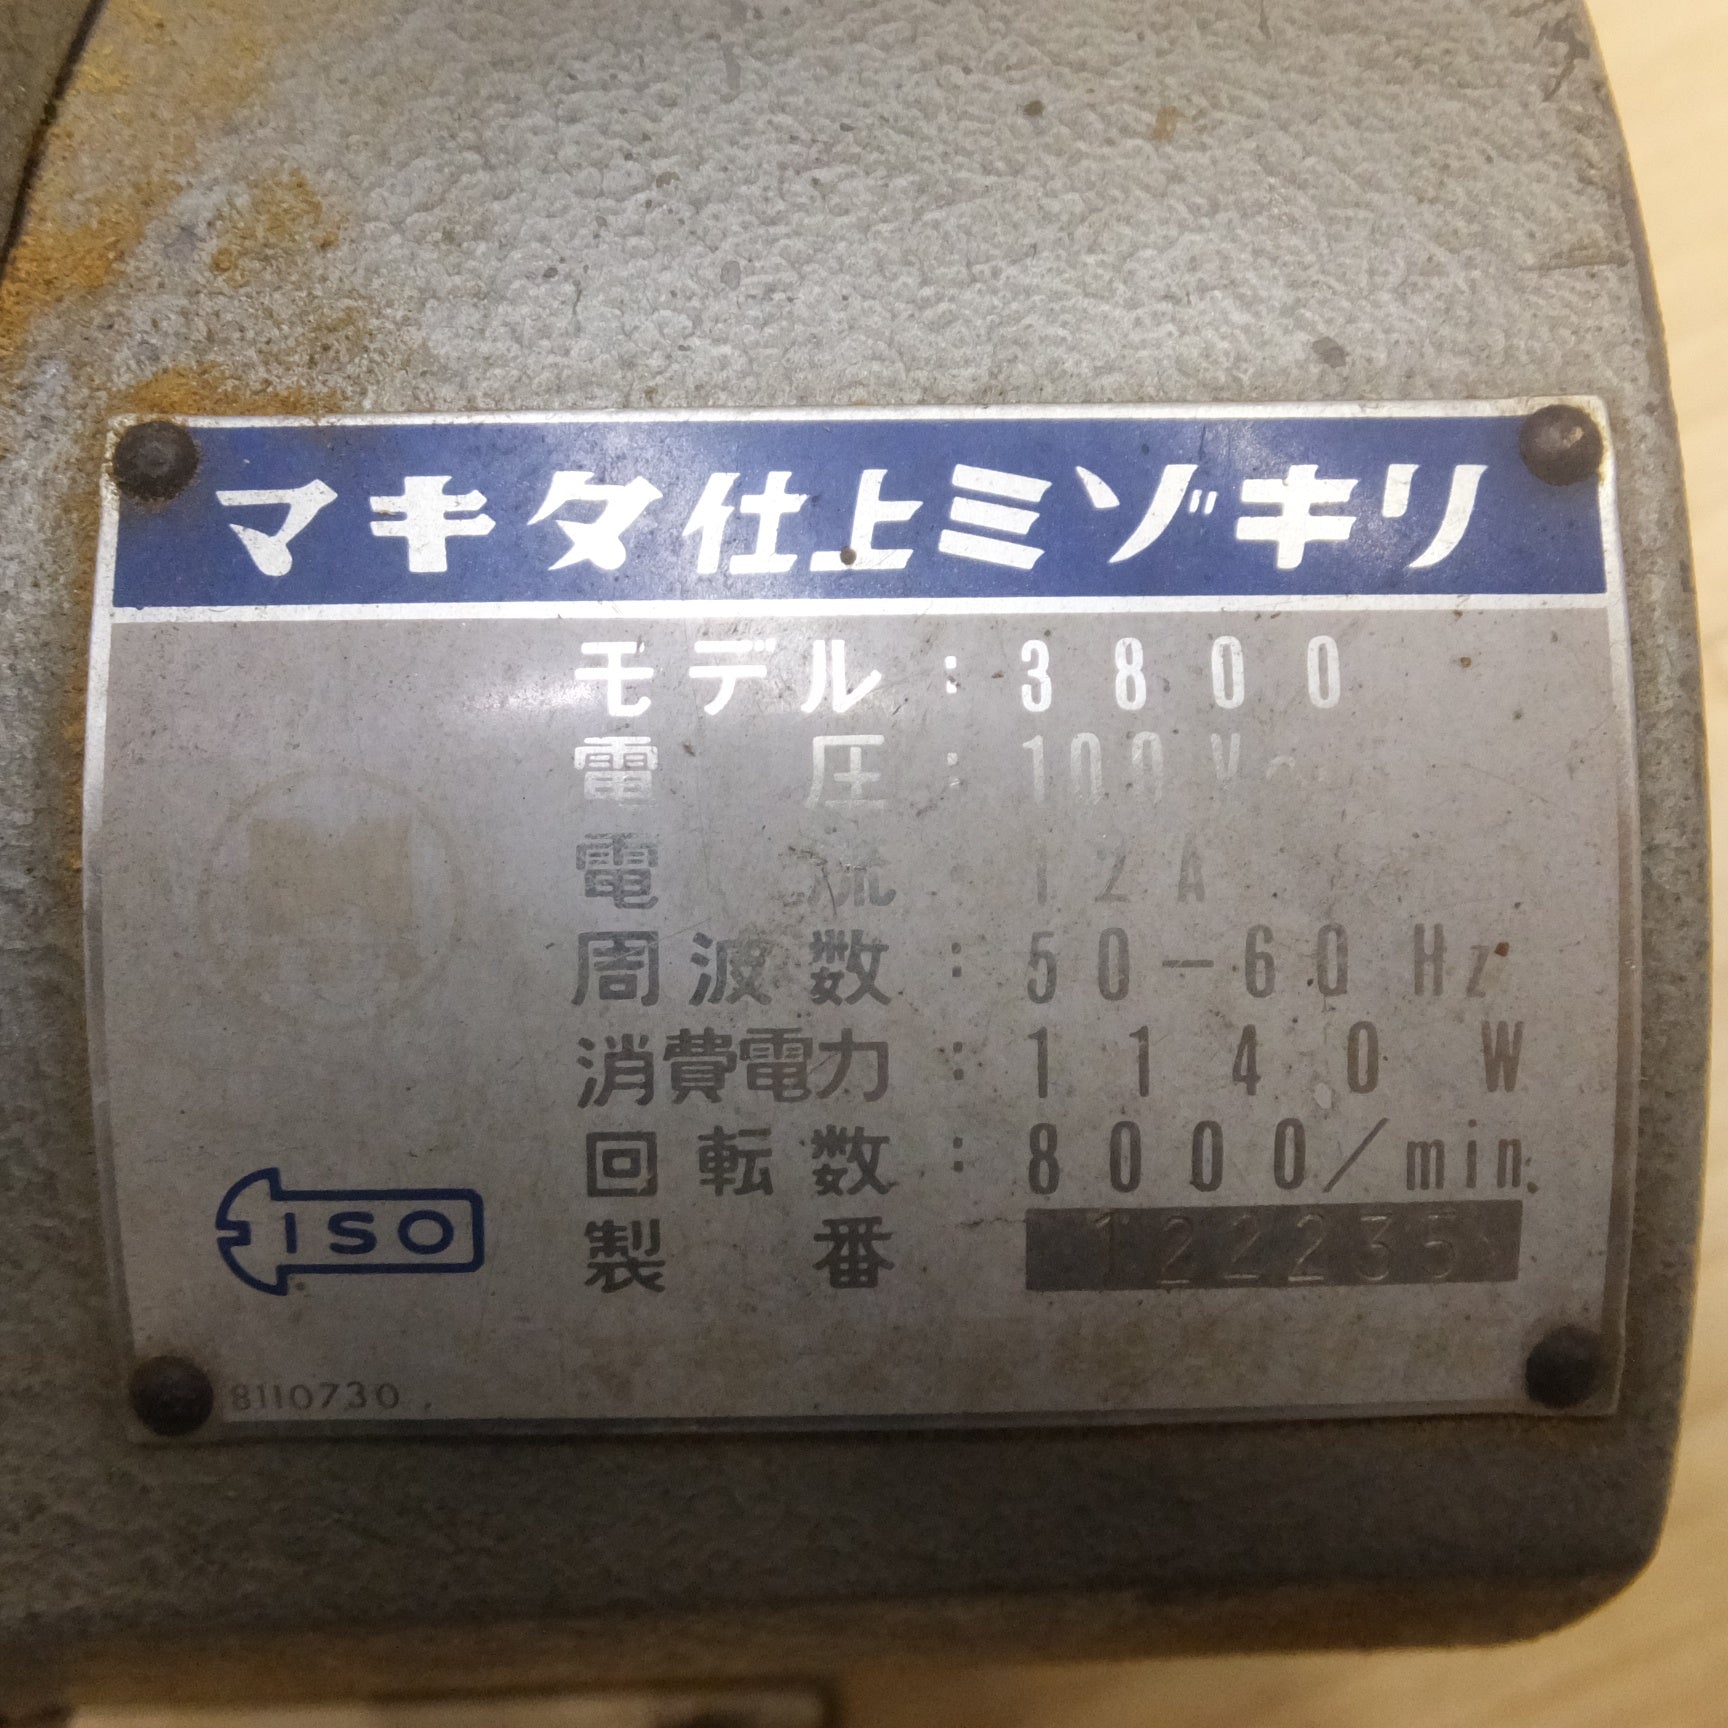 マキタ仕上ミゾキリ
モデル：3800
電圧：100V~
電流：12A
周波数：50-60Hz
消費電力：1140W
回転数：8000/min.
製番 122235
ISO
8110730